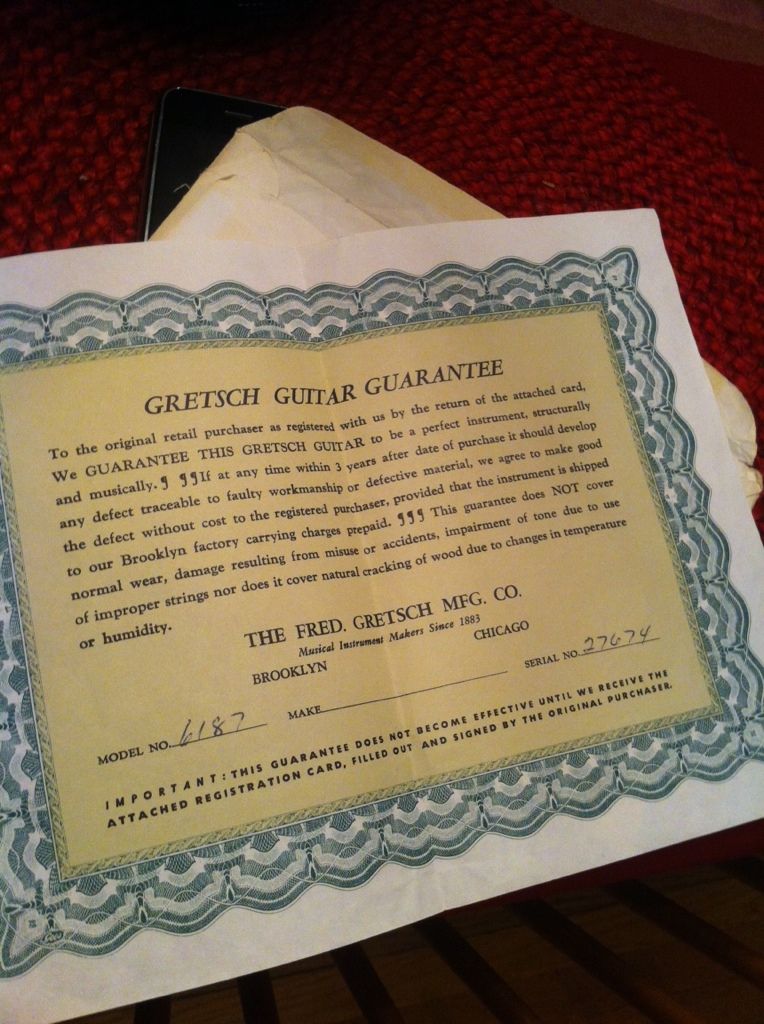 GRETSCH GUITAR GUARANTEE
To the original retail purchaser as registered with us by the return of the attached card,
We GUARANTEE THIS GRETSCH GUITAR to be a perfect instrument, structurally
and musically. ¶ ¶¶ If at any time within 3 years after date of purchase it should develop
any defect traceable to faulty workmanship or defective material, we agree to make good
the defect without cost to the registered purchaser, provided that the instrument is shipped
to our Brooklyn factory carrying charges prepaid. ¶¶¶ This guarantee does NOT cover
normal wear, damage resulting from misuse or accidents, impairment of tone due to use
of improper strings nor does it cover natural cracking of wood due to changes in temperature
or humidity.
THE FRED. GRETSCH MFG. CO.
Musical Instrument Makers Since 1883
BROOKLYN CHICAGO
MODEL NO. 6187 MAKE SERIAL NO. 27674
IMPORTANT: THIS GUARANTEE DOES NOT BECOME EFFECTIVE UNTIL WE RECEIVE THE
ATTACHED REGISTRATION CARD, FILLED OUT AND SIGNED BY THE ORIGINAL PURCHASER.